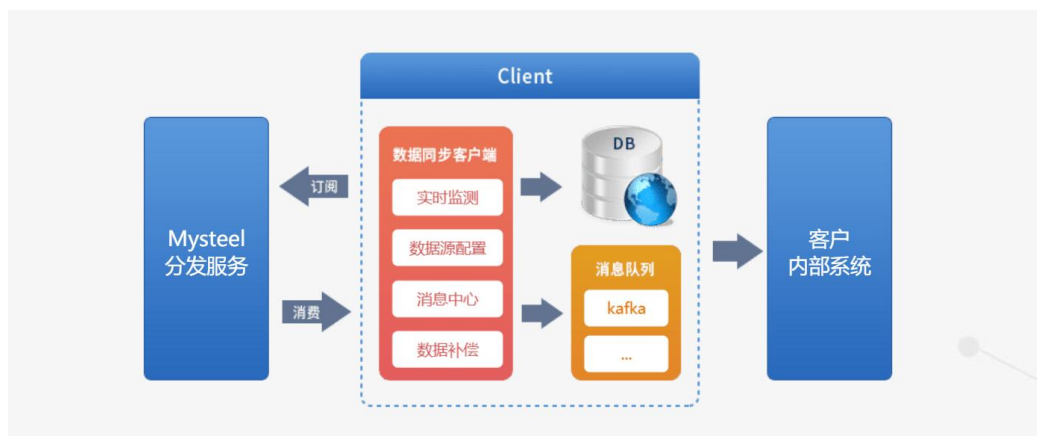 Client
Mysteel
分发服务
订阅
消费
数据同步客户端
实时监测
数据源配置
消息中心
数据补偿
DB
消息队列
kafka
...
客户
内部系统